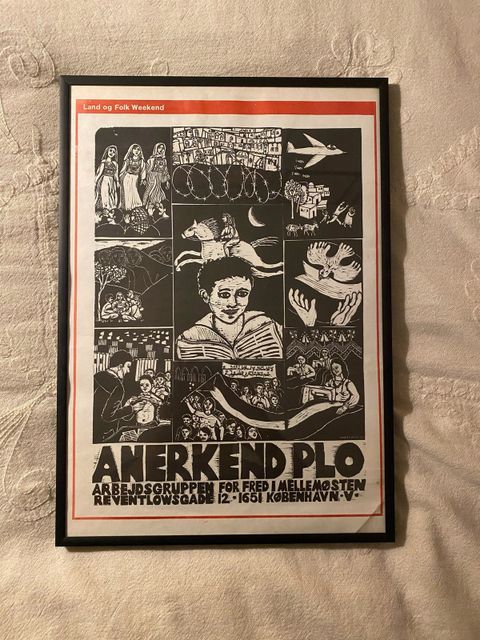 Land og Folk Weekend
ANERKEND PLO
ARBEJDSGRUPPEN FOR FRED I MELLEMØSTEN
REVENTLOWSGADE 12 · 1651 KØBENHAVN · V ·